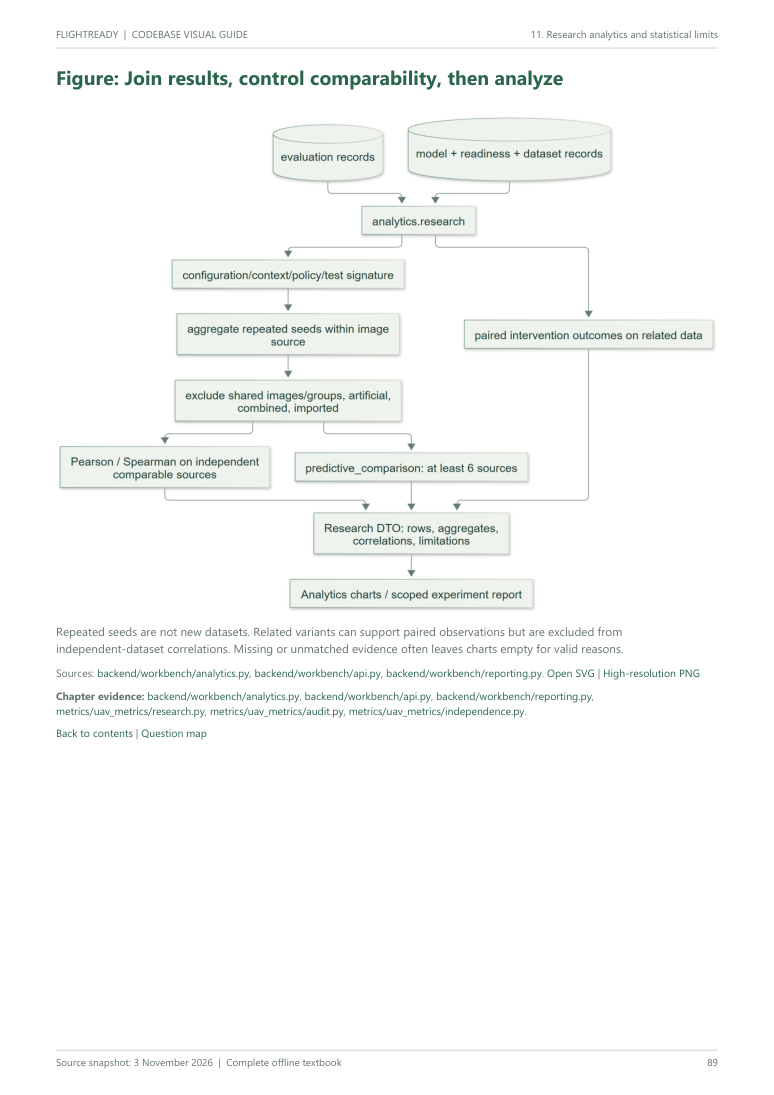 FLIGHTREADY | CODEBASE VISUAL GUIDE
11. Research analytics and statistical limits
Figure: Join results, control comparability, then analyze
evaluation records
model + readiness + dataset records
analytics.research
configuration/context/policy/test signature
aggregate repeated seeds within image
source
paired intervention outcomes on related data
exclude shared images/groups, artificial,
combined, imported
Pearson / Spearman on independent
comparable sources
predictive_comparison: at least 6 sources
Research DTO: rows, aggregates,
correlations, limitations
Analytics charts / scoped experiment report
Repeated seeds are not new datasets. Related variants can support paired observations but are excluded from
independent-dataset correlations. Missing or unmatched evidence often leaves charts empty for valid reasons.
Sources: backend/workbench/analytics.py, backend/workbench/api.py, backend/workbench/reporting.py. Open SVG | High-resolution PNG
Chapter evidence: backend/workbench/analytics.py, backend/workbench/api.py, backend/workbench/reporting.py,
metrics/uav_metrics/research.py, metrics/uav_metrics/audit.py, metrics/uav_metrics/independence.py.
Back to contents | Question map
Source snapshot: 3 November 2026 | Complete offline textbook
89